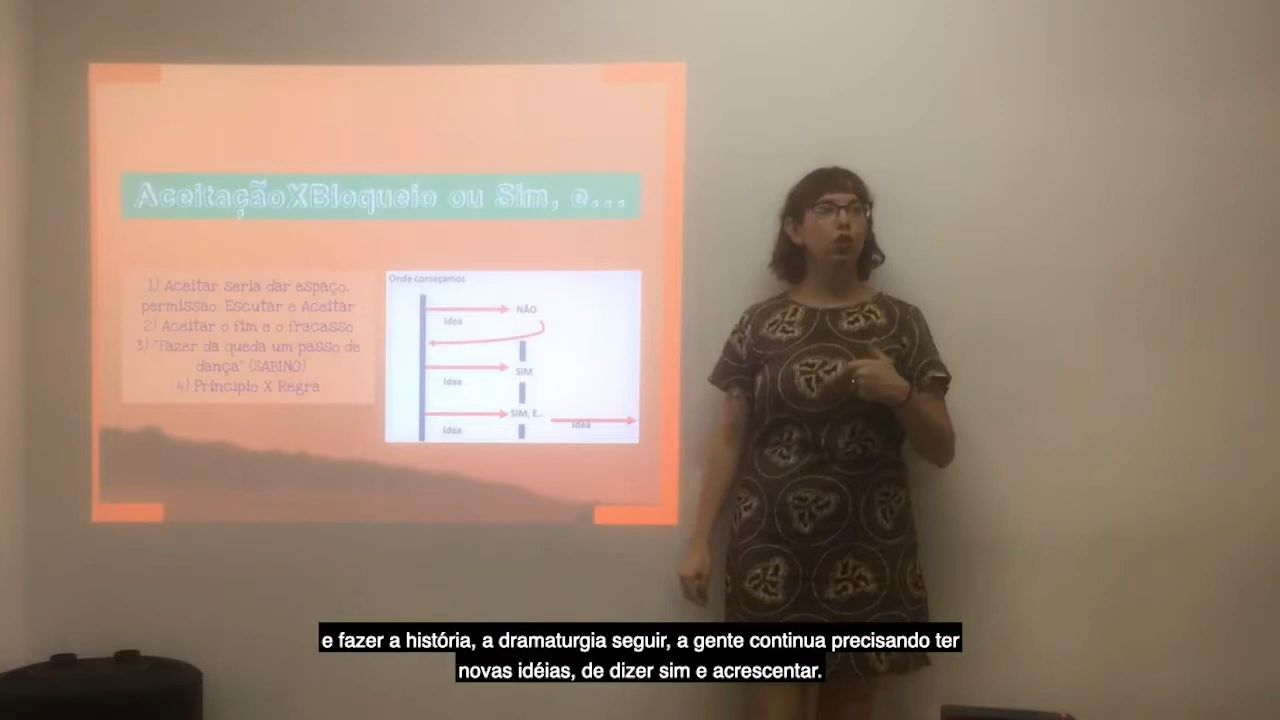 AceitaçãoXBloqueio ou Sim, e...
1) Aceitar seria dar espaço,
permissão. Escutar e Aceitar
2) Aceitar o fim e o fracasso
3) "Fazer da queda um passo de
dança" (SABINO)
4) Princípio X Regra
Onde começamos
NÃO
Idea
SIM
Idea
SIM, E..
Idea
Idea
e fazer a história, a dramaturgia seguir, a gente continua precisando ter
novas idéias, de dizer sim e acrescentar.